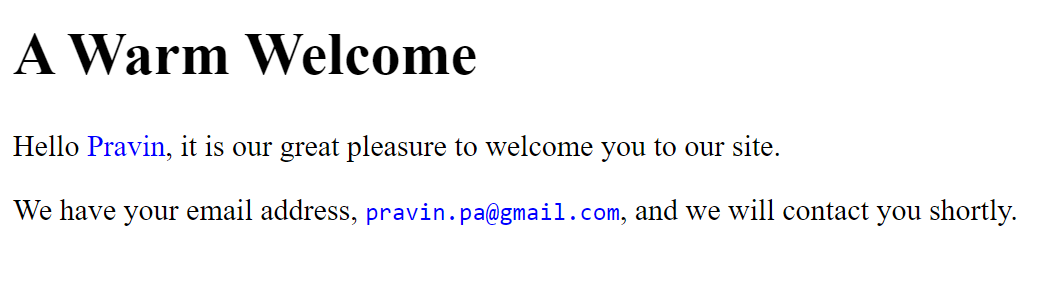 A Warm Welcome
Hello Pravin, it is our great pleasure to welcome you to our site.
We have your email address, pravin.pa@gmail.com, and we will contact you shortly.